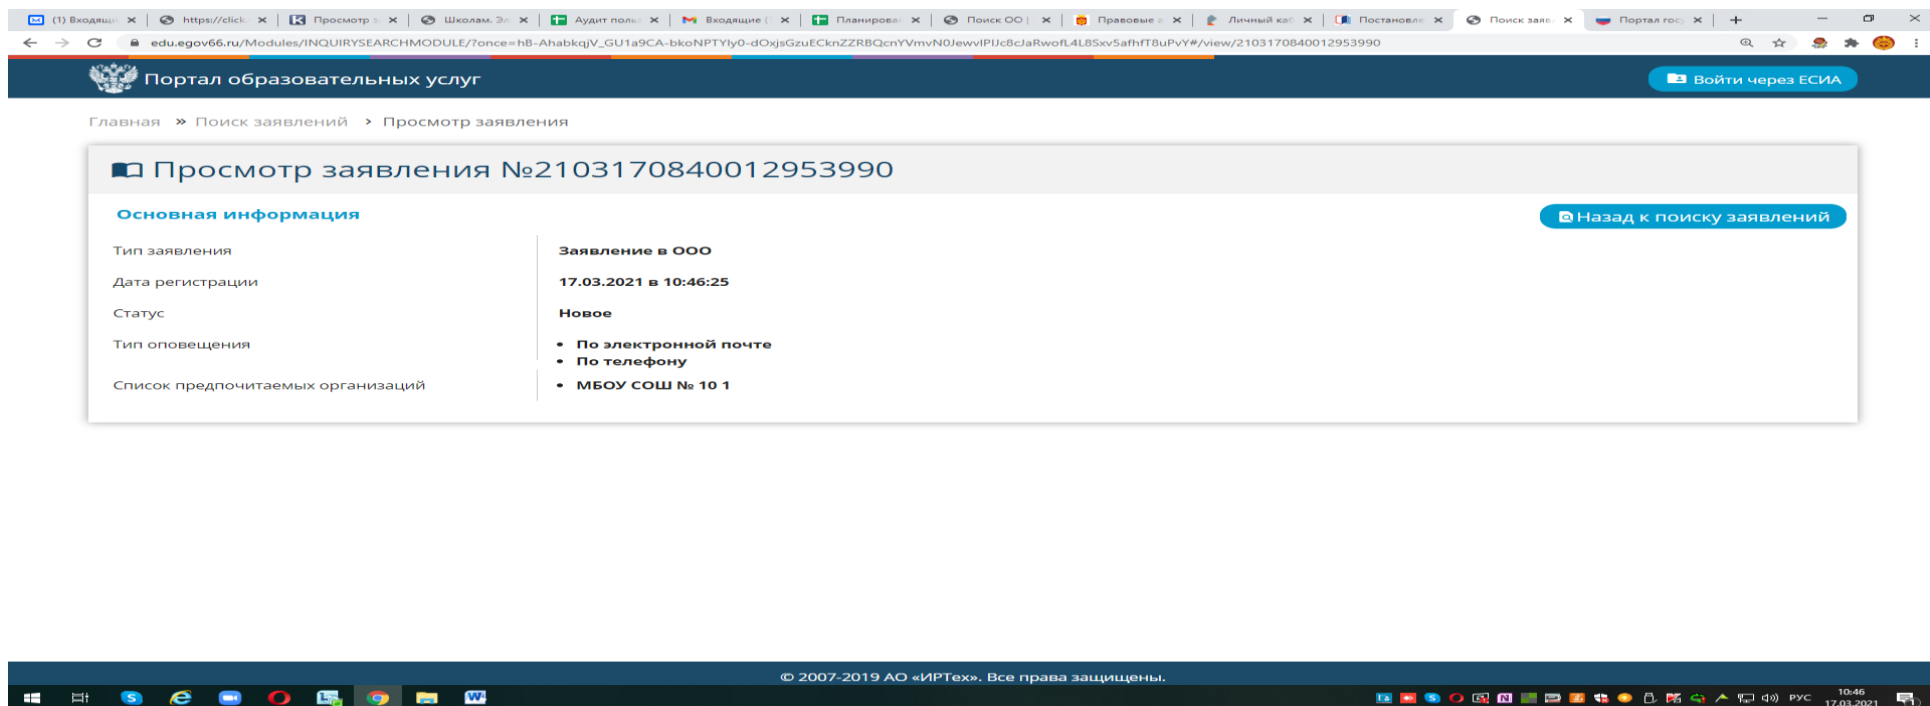 (1) Входящи
https://click.
Просмотр з
Школам. Эл
Аудит поль
Входящие (
Планирова
Поиск ОО |
Правовые а
Личный каб
Постановле
Поиск заяв
Портал гос
edu.egov66.ru/Modules/INQUIRYSEARCHMODULE/?once=hB-AhabkqjV_GU1a9CA-bkoNPTYIy0-dOxjsGzuECknZZRBQcnYVmvN0JewvIPIJc8cJaRwofL4L8Sxv5afhfT8uPvY#/view/2103170840012953990
Портал образовательных услуг
Войти через ЕСИА
Главная » Поиск заявлений > Просмотр заявления
Просмотр заявления №2103170840012953990
Основная информация
Назад к поиску заявлений
Тип заявления Заявление в ООО
Дата регистрации 17.03.2021 в 10:46:25
Статус Новое
Тип оповещения • По электронной почте
• По телефону
Список предпочитаемых организаций • МБОУ СОШ № 10 1
© 2007-2019 АО «ИРТех». Все права защищены.
РУС
10:46
17.03.2021